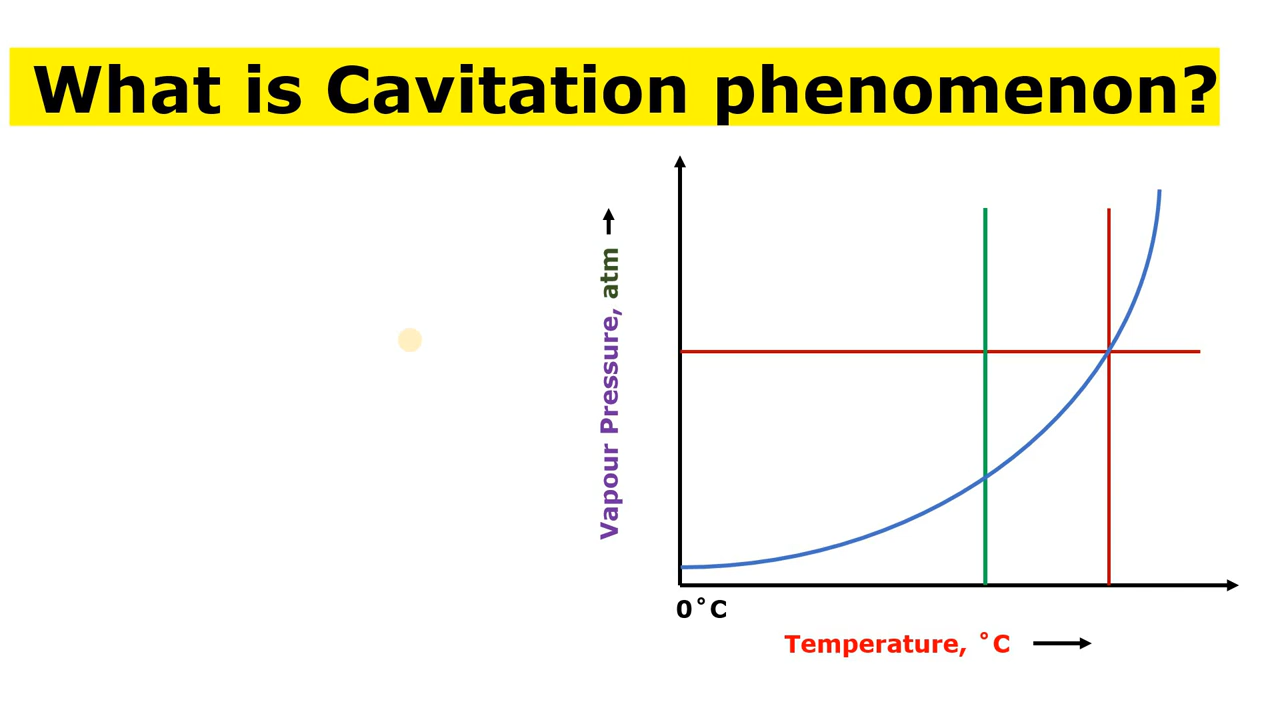 What is Cavitation phenomenon?
Vapour Pressure, atm
0˚C
Temperature, ˚C